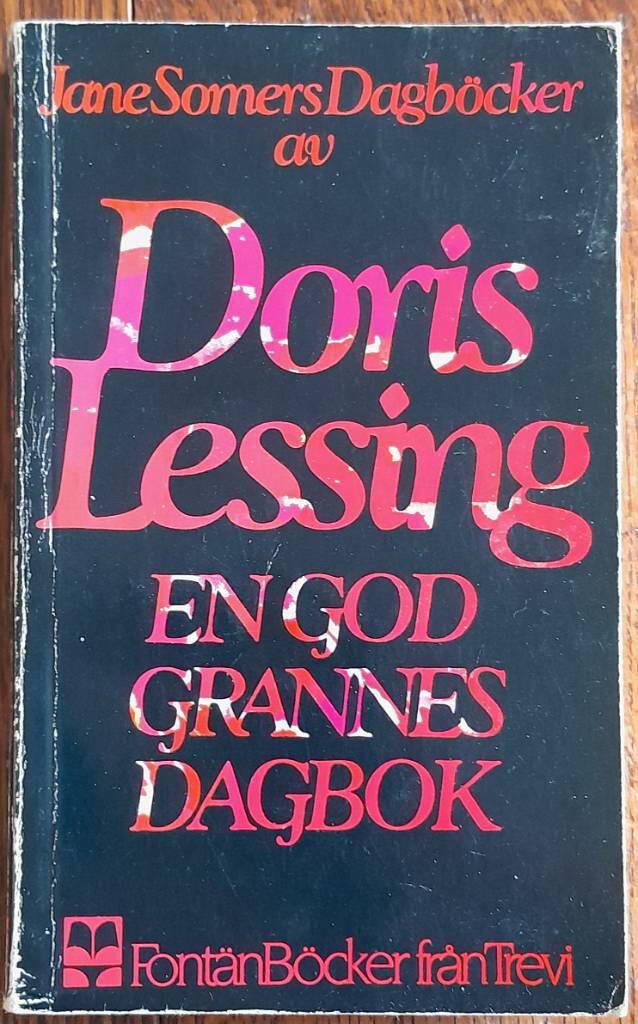 Jane Somers Dagböcker
av
Doris
Lessing
EN GOD
GRANNES
DAGBOK
FontänBöcker från Trevi